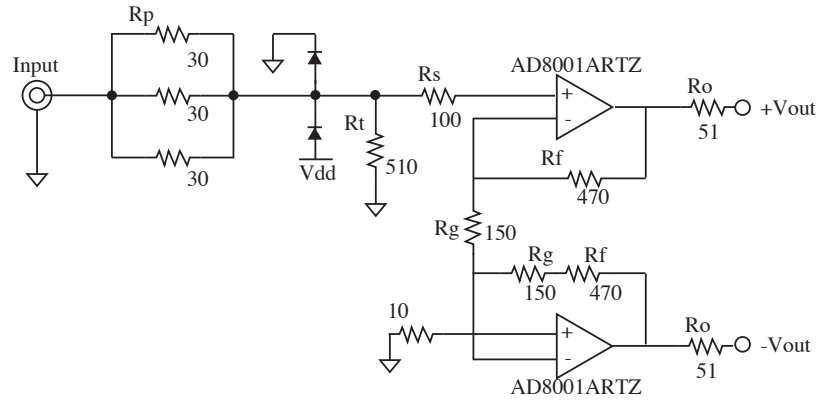 Rp
30
Input
30
30
Rt
510
Vdd
Rs
100
AD8001ARTZ
+
-
Ro
51
+Vout
Rf
470
Rg
150
Rg
150
Rf
470
10
+
-
AD8001ARTZ
Ro
51
-Vout